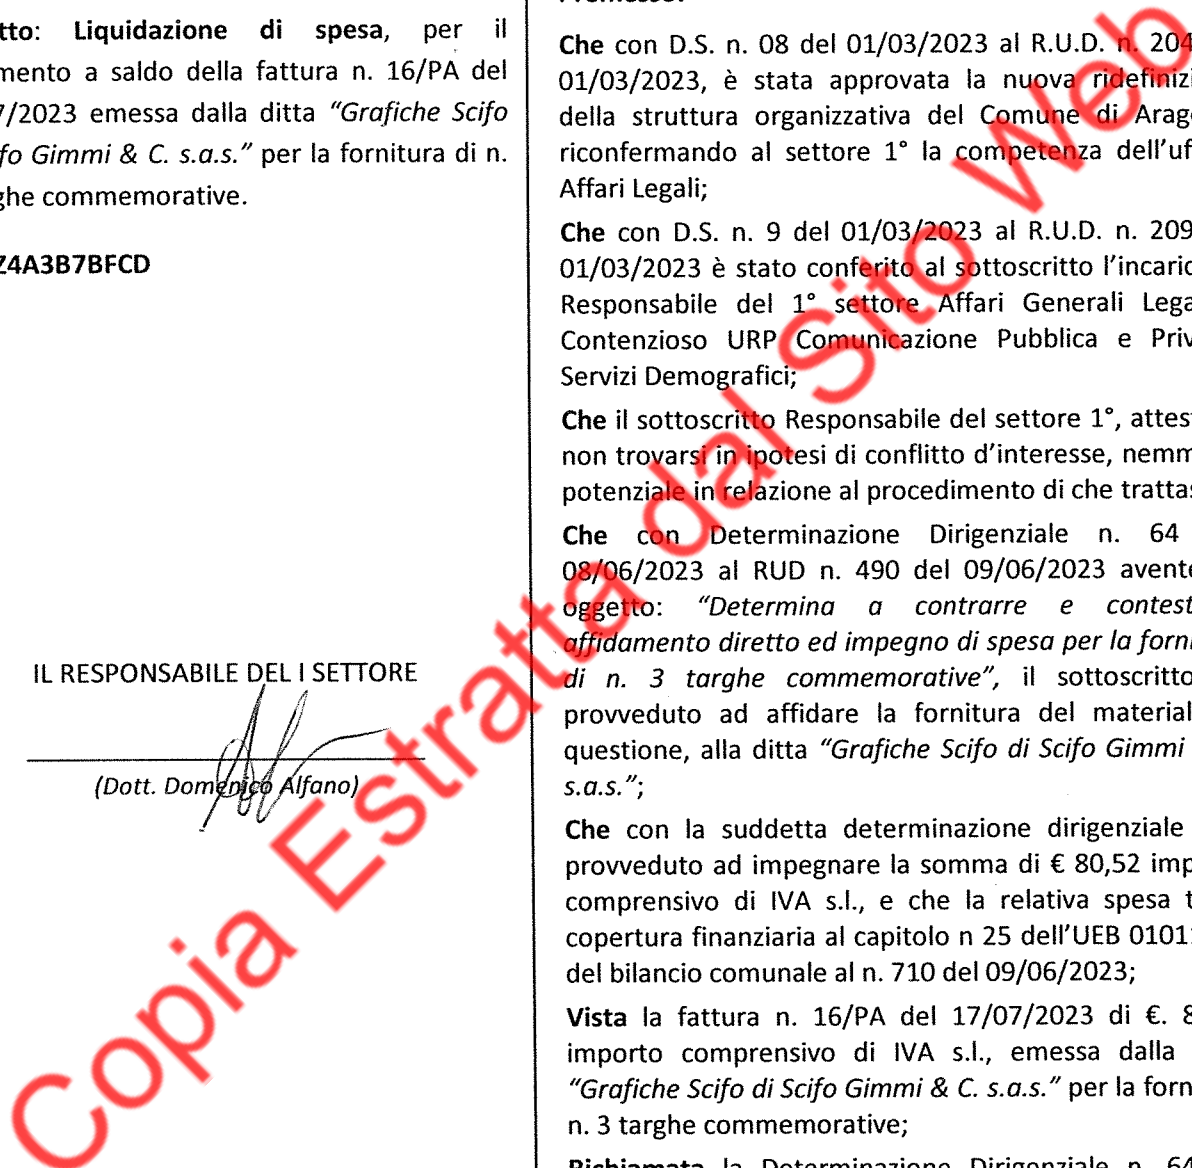 tto: Liquidazione di spesa, per il
mento a saldo della fattura n. 16/PA del
7/2023 emessa dalla ditta “Grafiche Scifo
fo Gimmi & C. s.a.s.” per la fornitura di n.
ghe commemorative.
Z4A3B7BFCD
IL RESPONSABILE DEL I SETTORE
(Dott. Domenico Alfano)
Che con D.S. n. 08 del 01/03/2023 al R.U.D. n. 204
01/03/2023, è stata approvata la nuova ridefinizi
della struttura organizzativa del Comune di Arag
riconfermando al settore 1° la competenza dell’uf
Affari Legali;
Che con D.S. n. 9 del 01/03/2023 al R.U.D. n. 209
01/03/2023 è stato conferito al sottoscritto l’incaric
Responsabile del 1° settore Affari Generali Lega
Contenzioso URP Comunicazione Pubblica e Priv
Servizi Demografici;
Che il sottoscritto Responsabile del settore 1°, attes
non trovarsi in ipotesi di conflitto d’interesse, nemm
potenziale in relazione al procedimento di che trattas
Che con Determinazione Dirigenziale n. 64
08/06/2023 al RUD n. 490 del 09/06/2023 avente
oggetto: “Determina a contrarre e contest
affidamento diretto ed impegno di spesa per la forni
di n. 3 targhe commemorative”, il sottoscritto
provveduto ad affidare la fornitura del material
questione, alla ditta “Grafiche Scifo di Scifo Gimmi
s.a.s.”;
Che con la suddetta determinazione dirigenziale
provveduto ad impegnare la somma di € 80,52 imp
comprensivo di IVA s.l., e che la relativa spesa t
copertura finanziaria al capitolo n 25 dell’UEB 0101
del bilancio comunale al n. 710 del 09/06/2023;
Vista la fattura n. 16/PA del 17/07/2023 di €. 8
importo comprensivo di IVA s.l., emessa dalla
“Grafiche Scifo di Scifo Gimmi & C. s.a.s.” per la forn
n. 3 targhe commemorative;
Richiamata la Determinazione Dirigenziale n. 64
Copia Estratta dal Sito Web